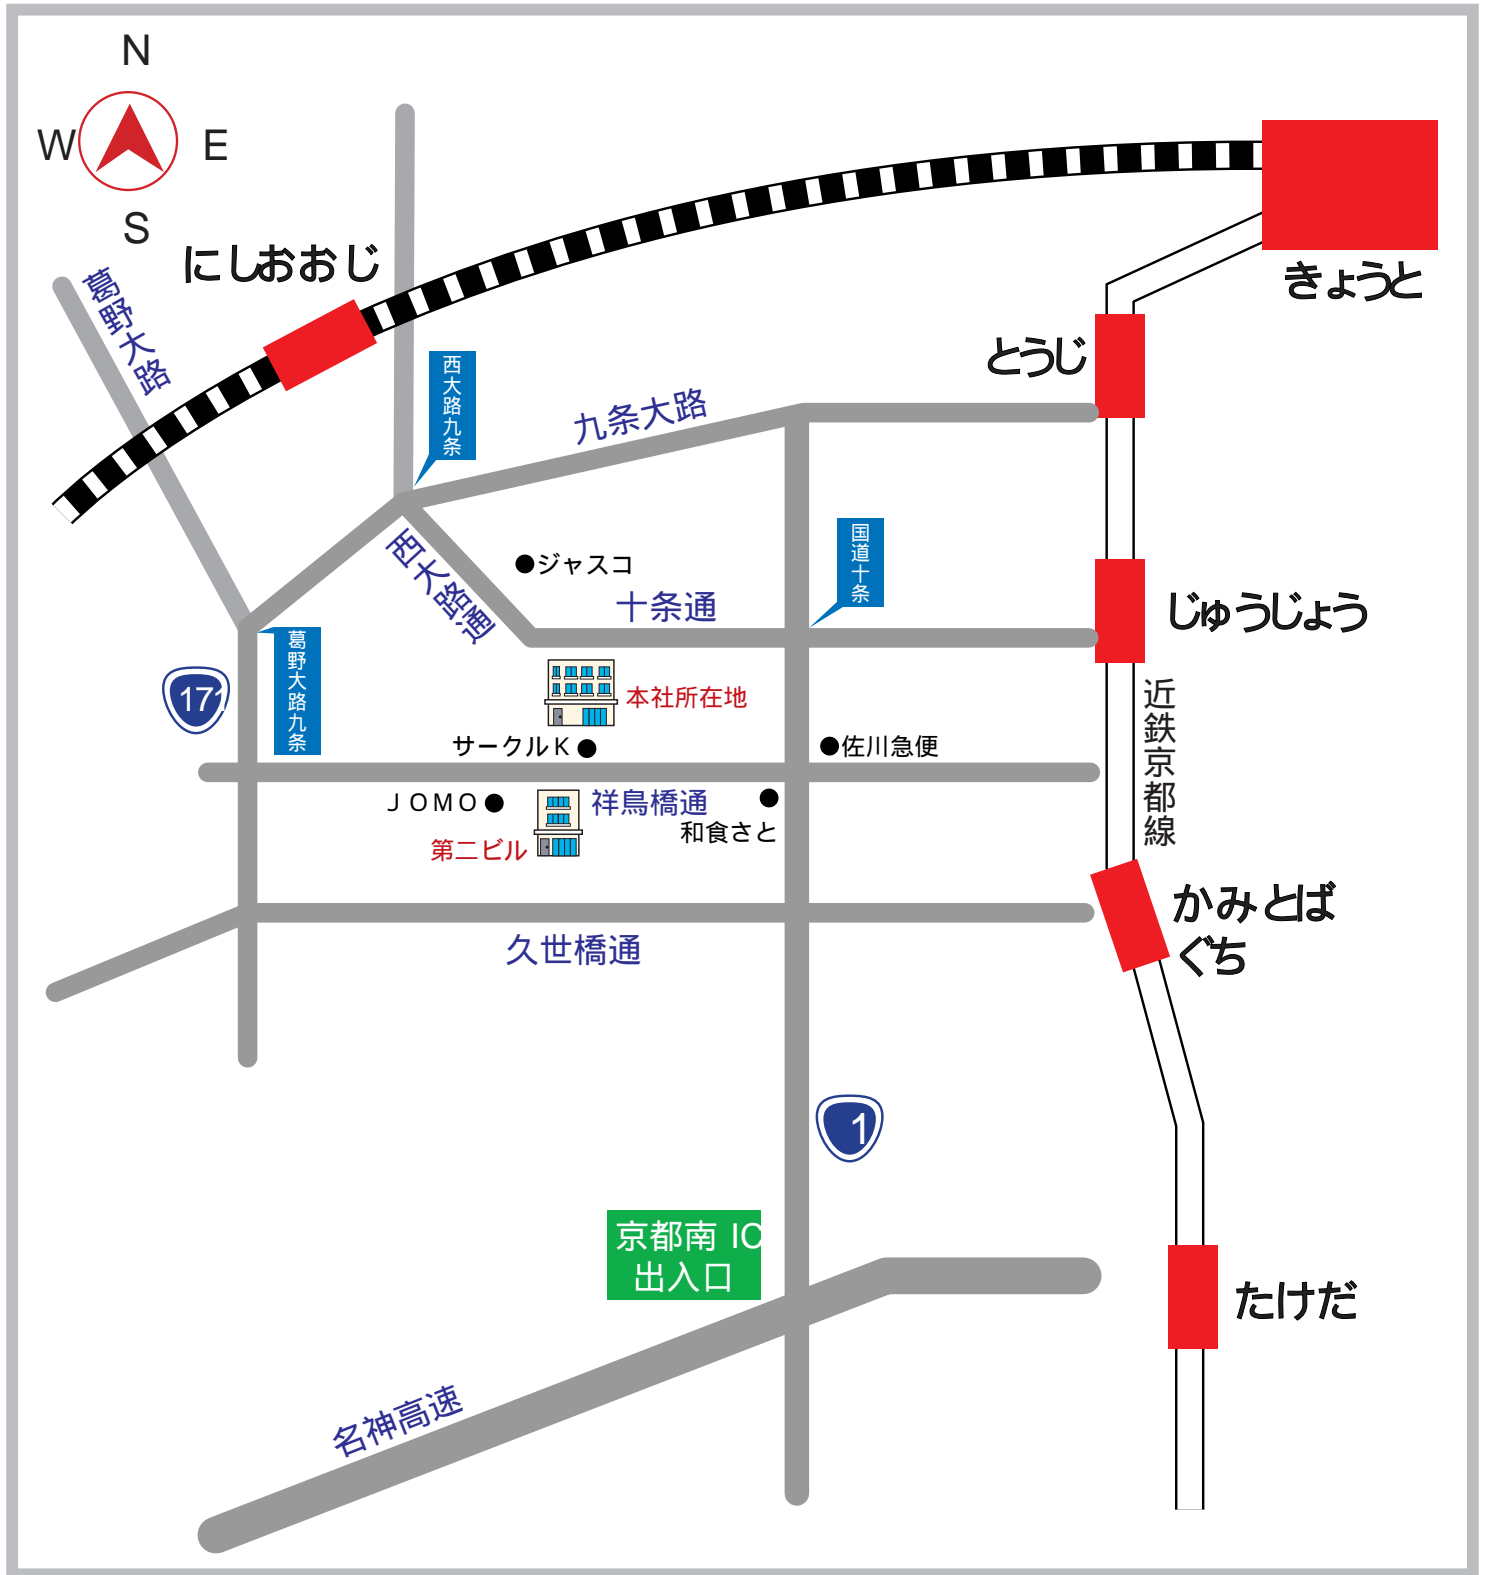 N
W
E
S
にしおおじ
きょうと
葛野大路
とうじ
西大路九条
九条大路
国道十条
西大路通
●ジャスコ
十条通
じゅうじょう
葛野大路九条
171
本社所在地
近鉄京都線
サークルK●
●佐川急便
JOMO●
祥鳥橋通
和食さと
第二ビル
かみとば
ぐち
久世橋通
1
京都南 IC
出入口
たけだ
名神高速